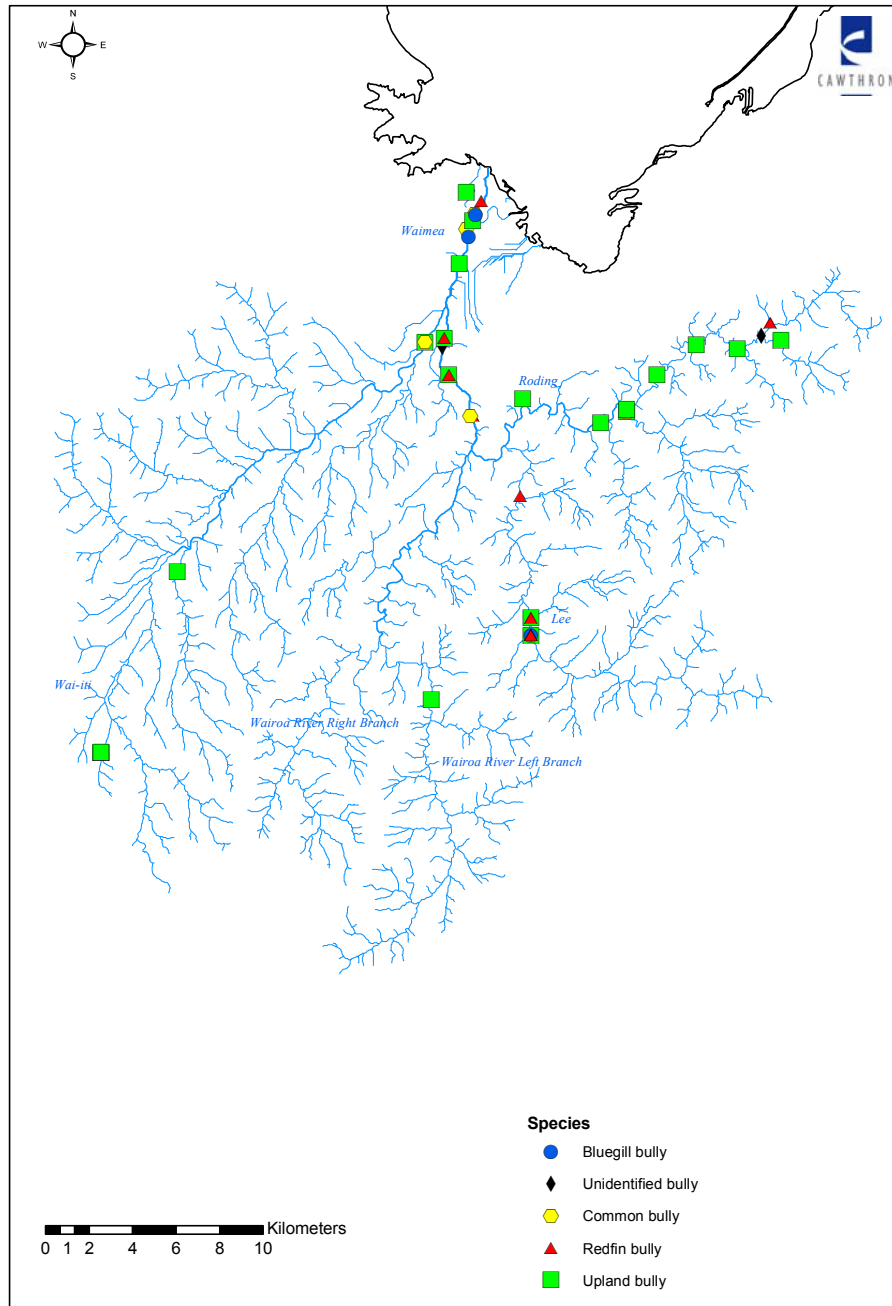 N
W E
S
CAWTHRON
Waimea
Roding
Lee
Wai-iti
Wairoa River Right Branch
Wairoa River Left Branch
Species
Bluegill bully
Unidentified bully
Common bully
Redfin bully
Upland bully
Kilometers
0 1 2 4 6 8 10